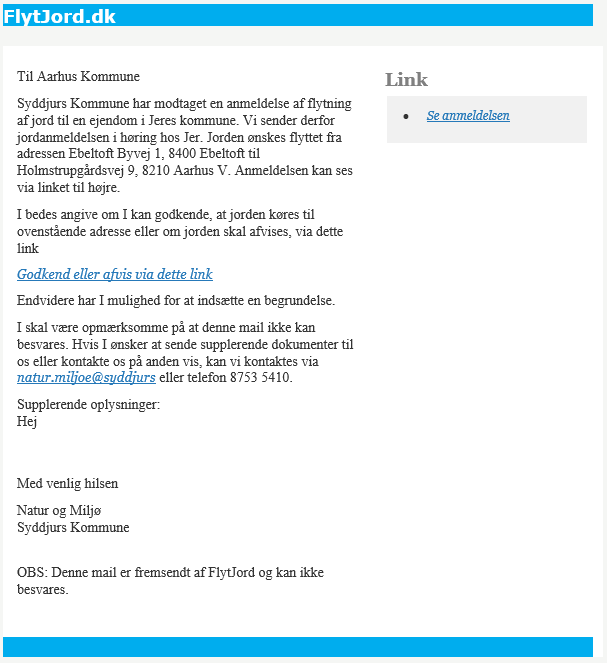 FlytJord.dk
Til Aarhus Kommune
Syddjurs Kommune har modtaget en anmeldelse af flytning
af jord til en ejendom i Jeres kommune. Vi sender derfor
jordanmeldelsen i høring hos Jer. Jorden ønskes flyttet fra
adressen Ebeltoft Byvej 1, 8400 Ebeltoft til
Holmstrupgårdsvej 9, 8210 Aarhus V. Anmeldelsen kan ses
via linket til højre.
I bedes angive om I kan godkende, at jorden køres til
ovenstående adresse eller om jorden skal afvises, via dette
link
Godkend eller afvis via dette link
Endvidere har I mulighed for at indsætte en begrundelse.
I skal være opmærksomme på at denne mail ikke kan
besvares. Hvis I ønsker at sende supplerende dokumenter til
os eller kontakte os på anden vis, kan vi kontaktes via
natur.miljoe@syddjurs eller telefon 8753 5410.
Supplerende oplysninger:
Hej
Med venlig hilsen
Natur og Miljø
Syddjurs Kommune
OBS: Denne mail er fremsendt af FlytJord og kan ikke
besvares.
Link
• Se anmeldelsen